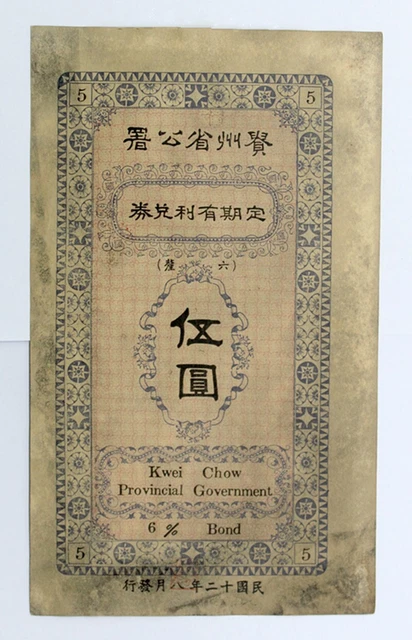 5 5
貴州省公署
定期有利兌券
(六釐)
伍
圓
Kwei Chow
Provincial Government
6 % Bond
5 5
民國十二年八月發行